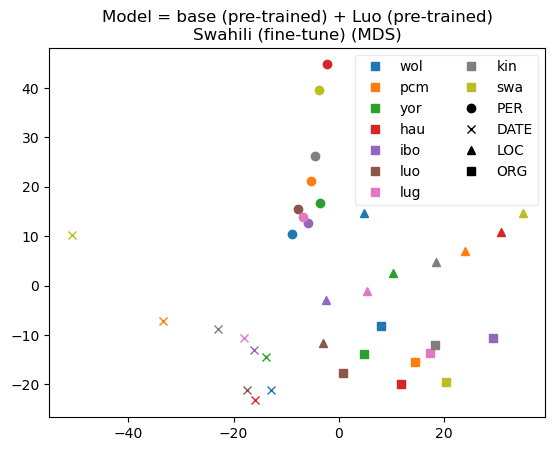 Model = base (pre-trained) + Luo (pre-trained)
Swahili (fine-tune) (MDS)
wol
pcm
yor
hau
ibo
luo
lug
kin
swa
PER
DATE
LOC
ORG
40
30
20
10
0
−10
−20
−40
−20
0
20